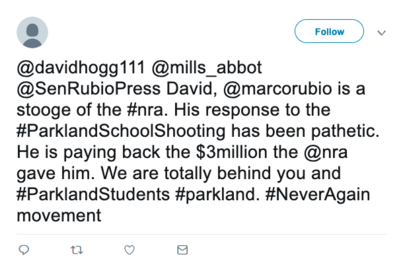 Follow
@davidhogg111 @mills_abbot
@SenRubioPress David, @marcorubio is a
stooge of the #nra. His response to the
#ParklandSchoolShooting has been pathetic.
He is paying back the $3million the @nra
gave him. We are totally behind you and
#ParklandStudents #parkland. #NeverAgain
movement